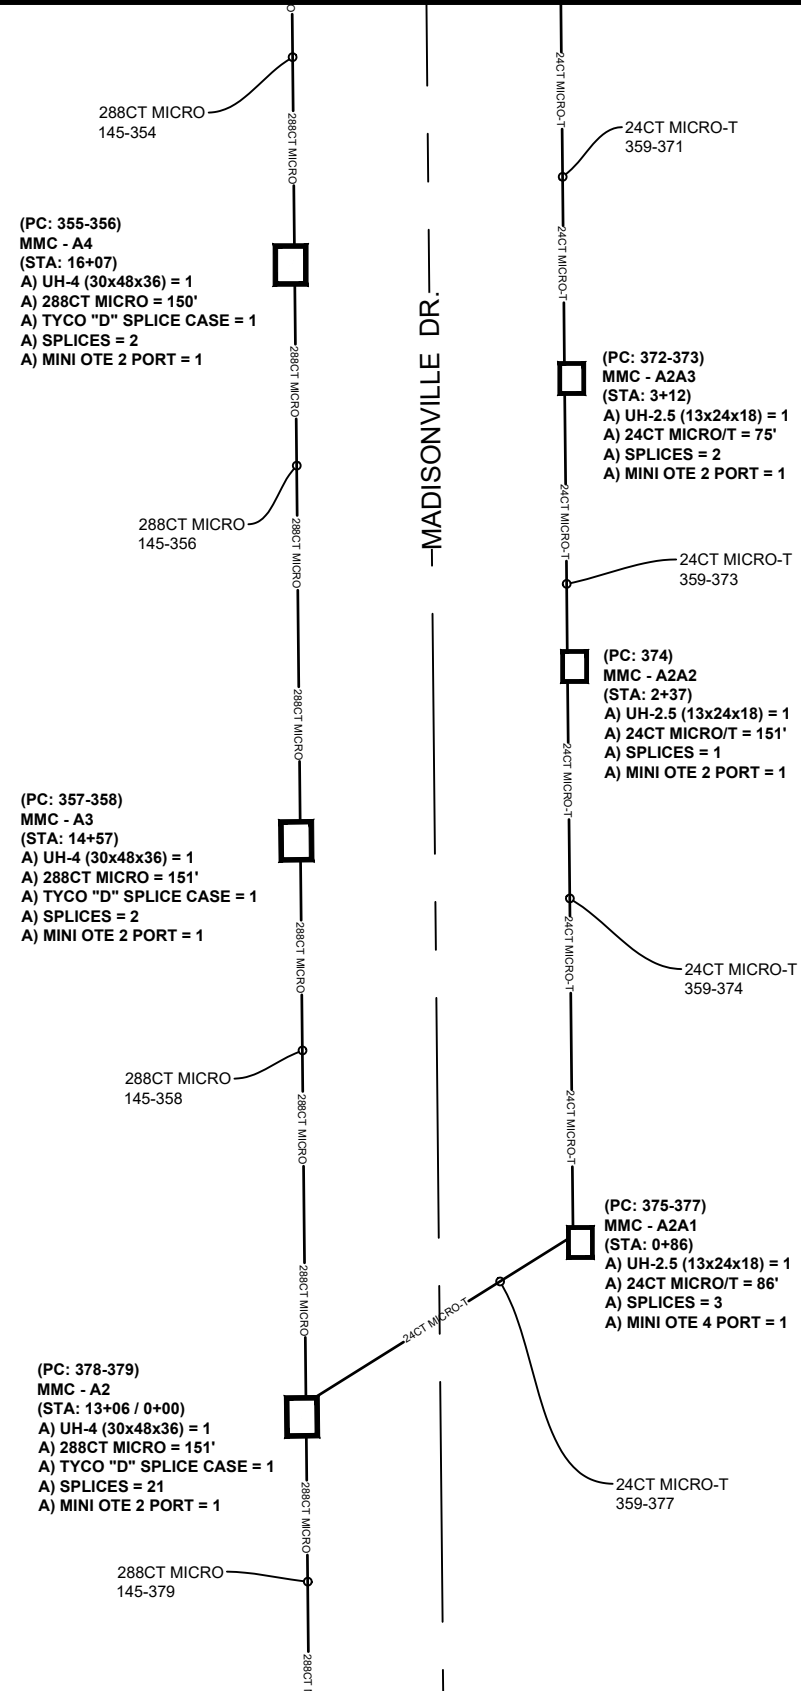 288CT MICRO
145-354
288CT MICRO
24CT MICRO-T
24CT MICRO-T
359-371
(PC: 355-356)
MMC - A4
(STA: 16+07)
A) UH-4 (30x48x36) = 1
A) 288CT MICRO = 150'
A) TYCO "D" SPLICE CASE = 1
A) SPLICES = 2
A) MINI OTE 2 PORT = 1
24CT MICRO-T
MADISONVILLE DR.
288CT MICRO
(PC: 372-373)
MMC - A2A3
(STA: 3+12)
A) UH-2.5 (13x24x18) = 1
A) 24CT MICRO/T = 75'
A) SPLICES = 2
A) MINI OTE 2 PORT = 1
288CT MICRO
145-356
288CT MICRO
24CT MICRO-T
24CT MICRO-T
359-373
(PC: 374)
MMC - A2A2
(STA: 2+37)
A) UH-2.5 (13x24x18) = 1
A) 24CT MICRO/T = 151'
A) SPLICES = 1
A) MINI OTE 2 PORT = 1
288CT MICRO
24CT MICRO-T
(PC: 357-358)
MMC - A3
(STA: 14+57)
A) UH-4 (30x48x36) = 1
A) 288CT MICRO = 151'
A) TYCO "D" SPLICE CASE = 1
A) SPLICES = 2
A) MINI OTE 2 PORT = 1
288CT MICRO
24CT MICRO-T
24CT MICRO-T
359-374
288CT MICRO
145-358
288CT MICRO
24CT MICRO-T
(PC: 375-377)
MMC - A2A1
(STA: 0+86)
A) UH-2.5 (13x24x18) = 1
A) 24CT MICRO/T = 86'
A) SPLICES = 3
A) MINI OTE 4 PORT = 1
288CT MICRO
24CT MICRO-T
(PC: 378-379)
MMC - A2
(STA: 13+06 / 0+00)
A) UH-4 (30x48x36) = 1
A) 288CT MICRO = 151'
A) TYCO "D" SPLICE CASE = 1
A) SPLICES = 21
A) MINI OTE 2 PORT = 1
288CT MICRO
24CT MICRO-T
359-377
288CT MICRO
145-379
288CT